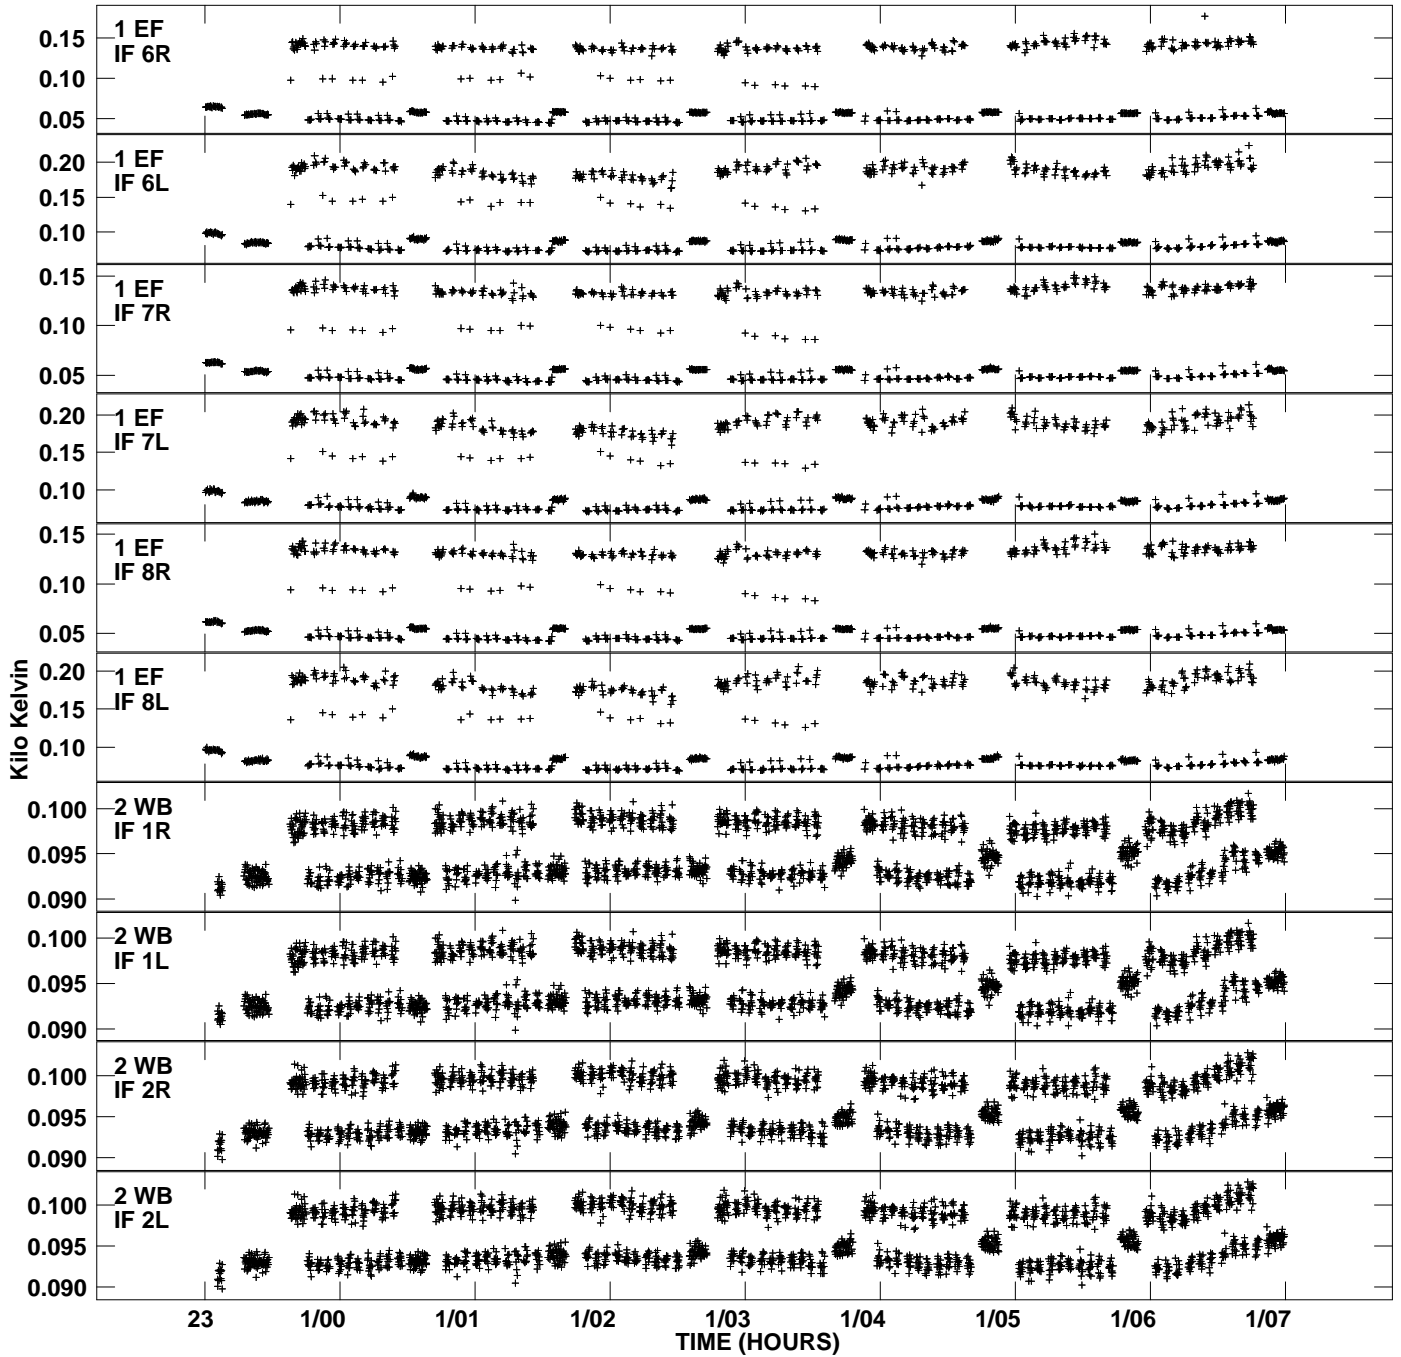 1 EF
IF 6R
0.15
0.10
0.05
1 EF
IF 6L
0.20
0.15
0.10
1 EF
IF 7R
0.15
0.10
0.05
1 EF
IF 7L
0.20
0.15
0.10
1 EF
IF 8R
0.15
0.10
0.05
1 EF
IF 8L
0.20
0.15
0.10
Kilo Kelvin
2 WB
IF 1R
0.100
0.095
0.090
2 WB
IF 1L
0.100
0.095
0.090
2 WB
IF 2R
0.100
0.095
0.090
2 WB
IF 2L
0.100
0.095
0.090
23 1/00 1/01 1/02 1/03 1/04 1/05 1/06 1/07
TIME (HOURS)